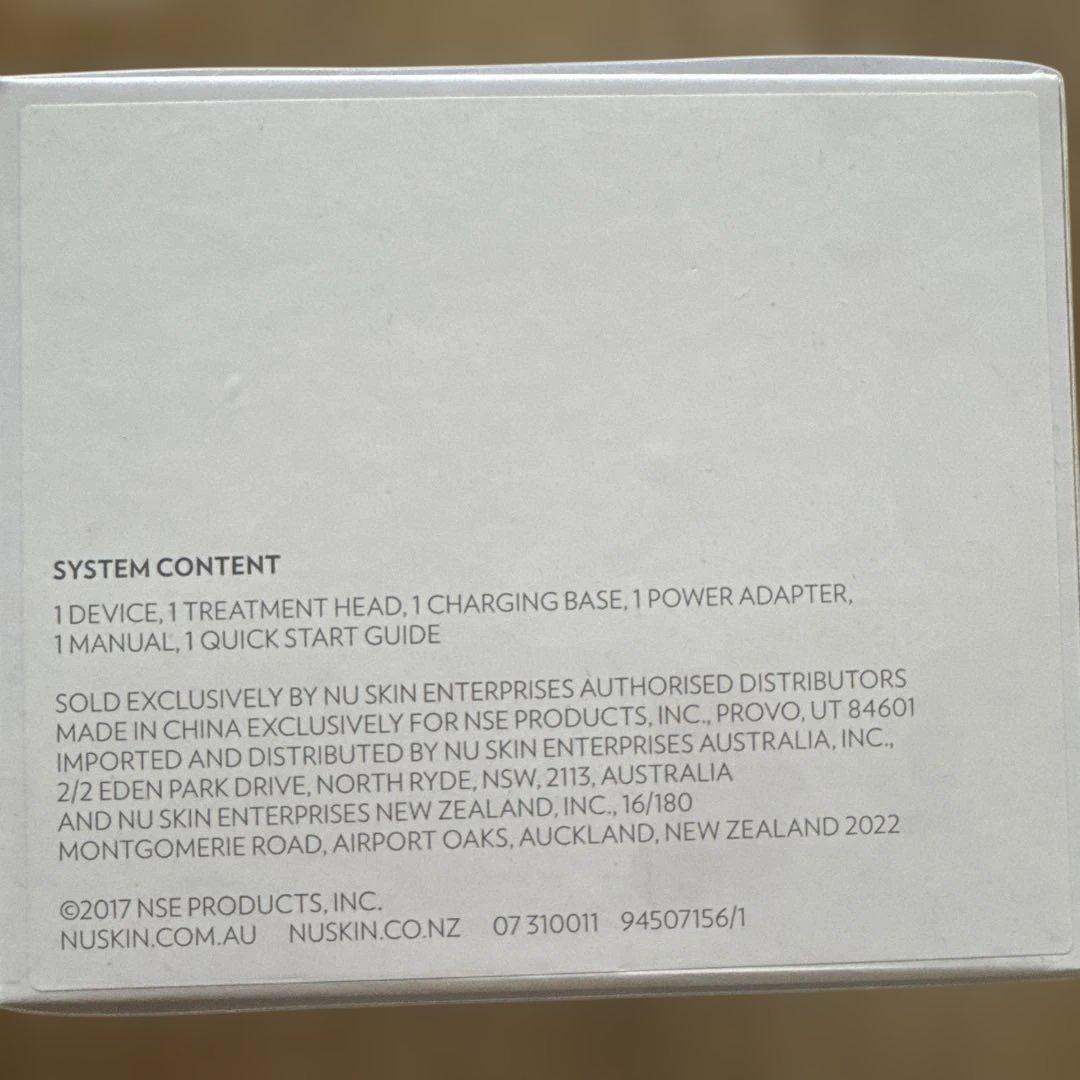 SYSTEM CONTENT
1 DEVICE, 1 TREATMENT HEAD, 1 CHARGING BASE, 1 POWER ADAPTER,
1 MANUAL, 1 QUICK START GUIDE
SOLD EXCLUSIVELY BY NU SKIN ENTERPRISES AUTHORISED DISTRIBUTORS
MADE IN CHINA EXCLUSIVELY FOR NSE PRODUCTS, INC., PROVO, UT 84601
IMPORTED AND DISTRIBUTED BY NU SKIN ENTERPRISES AUSTRALIA, INC.,
2/2 EDEN PARK DRIVE, NORTH RYDE, NSW, 2113, AUSTRALIA
AND NU SKIN ENTERPRISES NEW ZEALAND, INC., 16/180
MONTGOMERIE ROAD, AIRPORT OAKS, AUCKLAND, NEW ZEALAND 2022
©2017 NSE PRODUCTS, INC.
NUSKIN.COM.AU NUSKIN.CO.NZ 07 310011 94507156/1